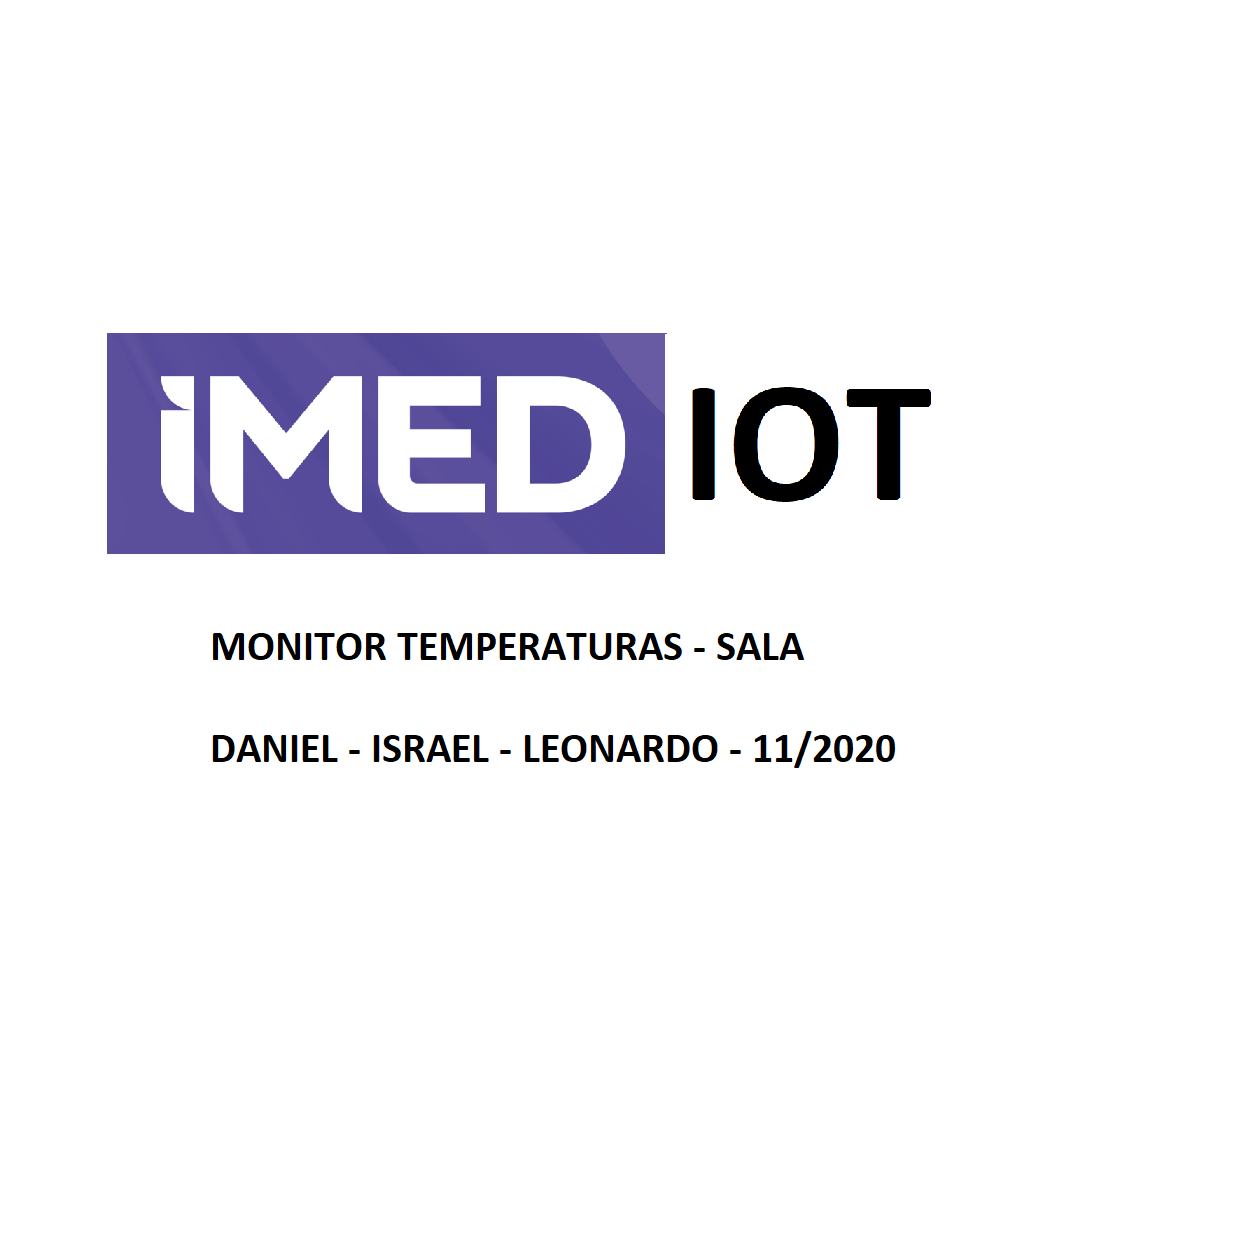 iMED IOT
MONITOR TEMPERATURAS - SALA
DANIEL - ISRAEL - LEONARDO - 11/2020